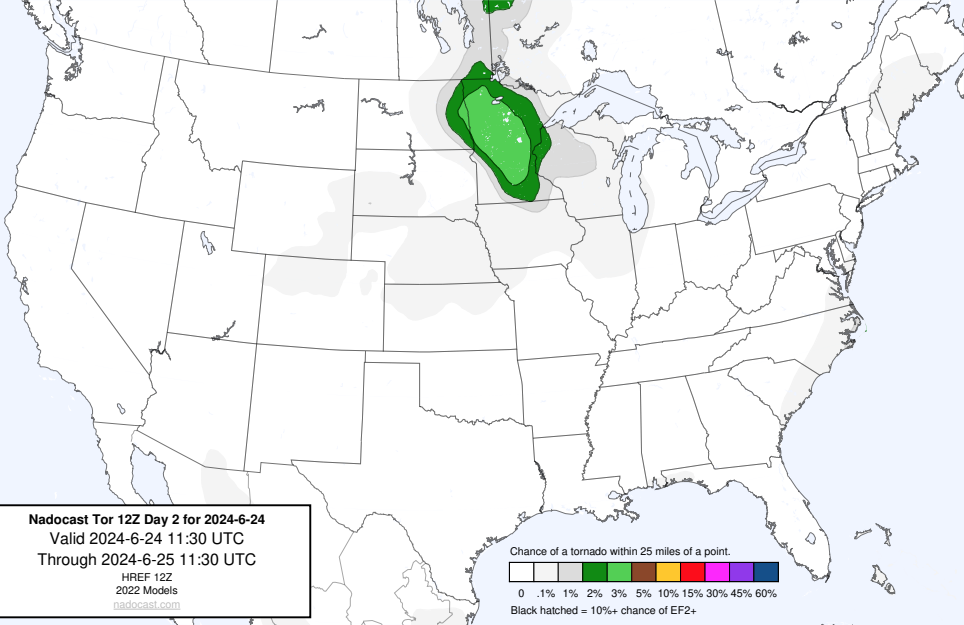 Nadocast Tor 12Z Day 2 for 2024-6-24
Valid 2024-6-24 11:30 UTC
Through 2024-6-25 11:30 UTC
HREF 12Z
2022 Models
nadocast.com
Chance of a tornado within 25 miles of a point.
0 .1% 1% 2% 3% 5% 10% 15% 30% 45% 60%
Black hatched = 10%+ chance of EF2+